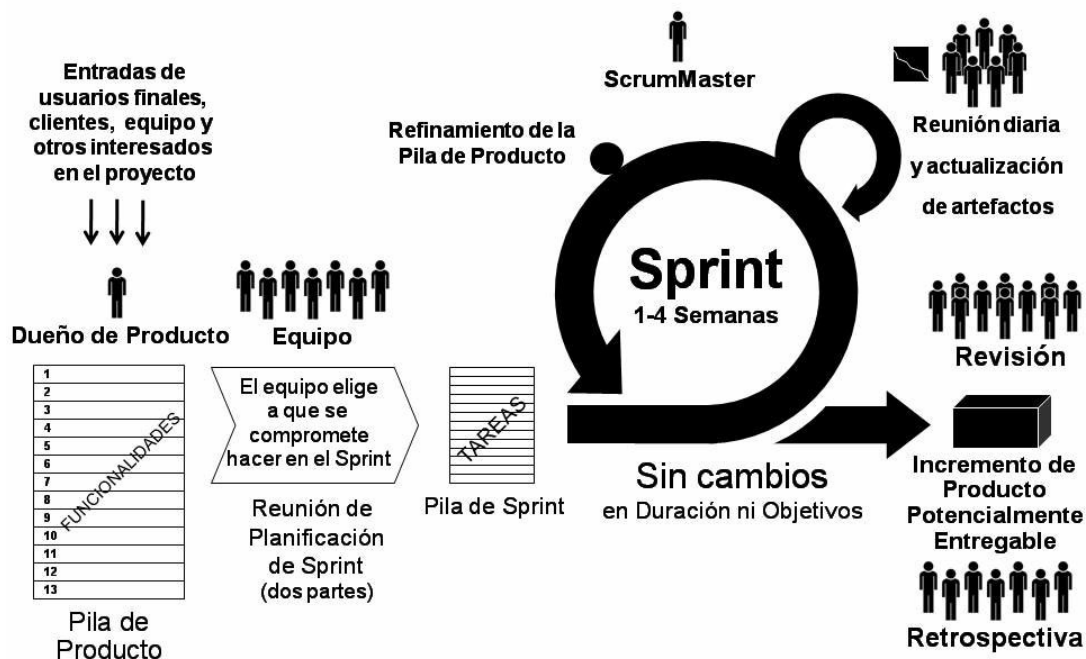 Entradas de
usuarios finales,
clientes, equipo y
otros interesados
en el proyecto
Dueño de Producto
1
2
3
4
5
6
7
8
9
10
11
12
13
FUNCIONALIDADES
Pila de
Producto
Equipo
El equipo elige
a que se
compromete
hacer en el Sprint
Reunión de
Planificación
de Sprint
(dos partes)
TAREAS
Pila de Sprint
ScrumMaster
Refinamiento de la
Pila de Producto
Sprint
1-4 Semanas
Sin cambios
en Duración ni Objetivos
Reunión diaria
y actualización
de artefactos
Revisión
Incremento de
Producto
Potencialmente
Entregable
Retrospectiva